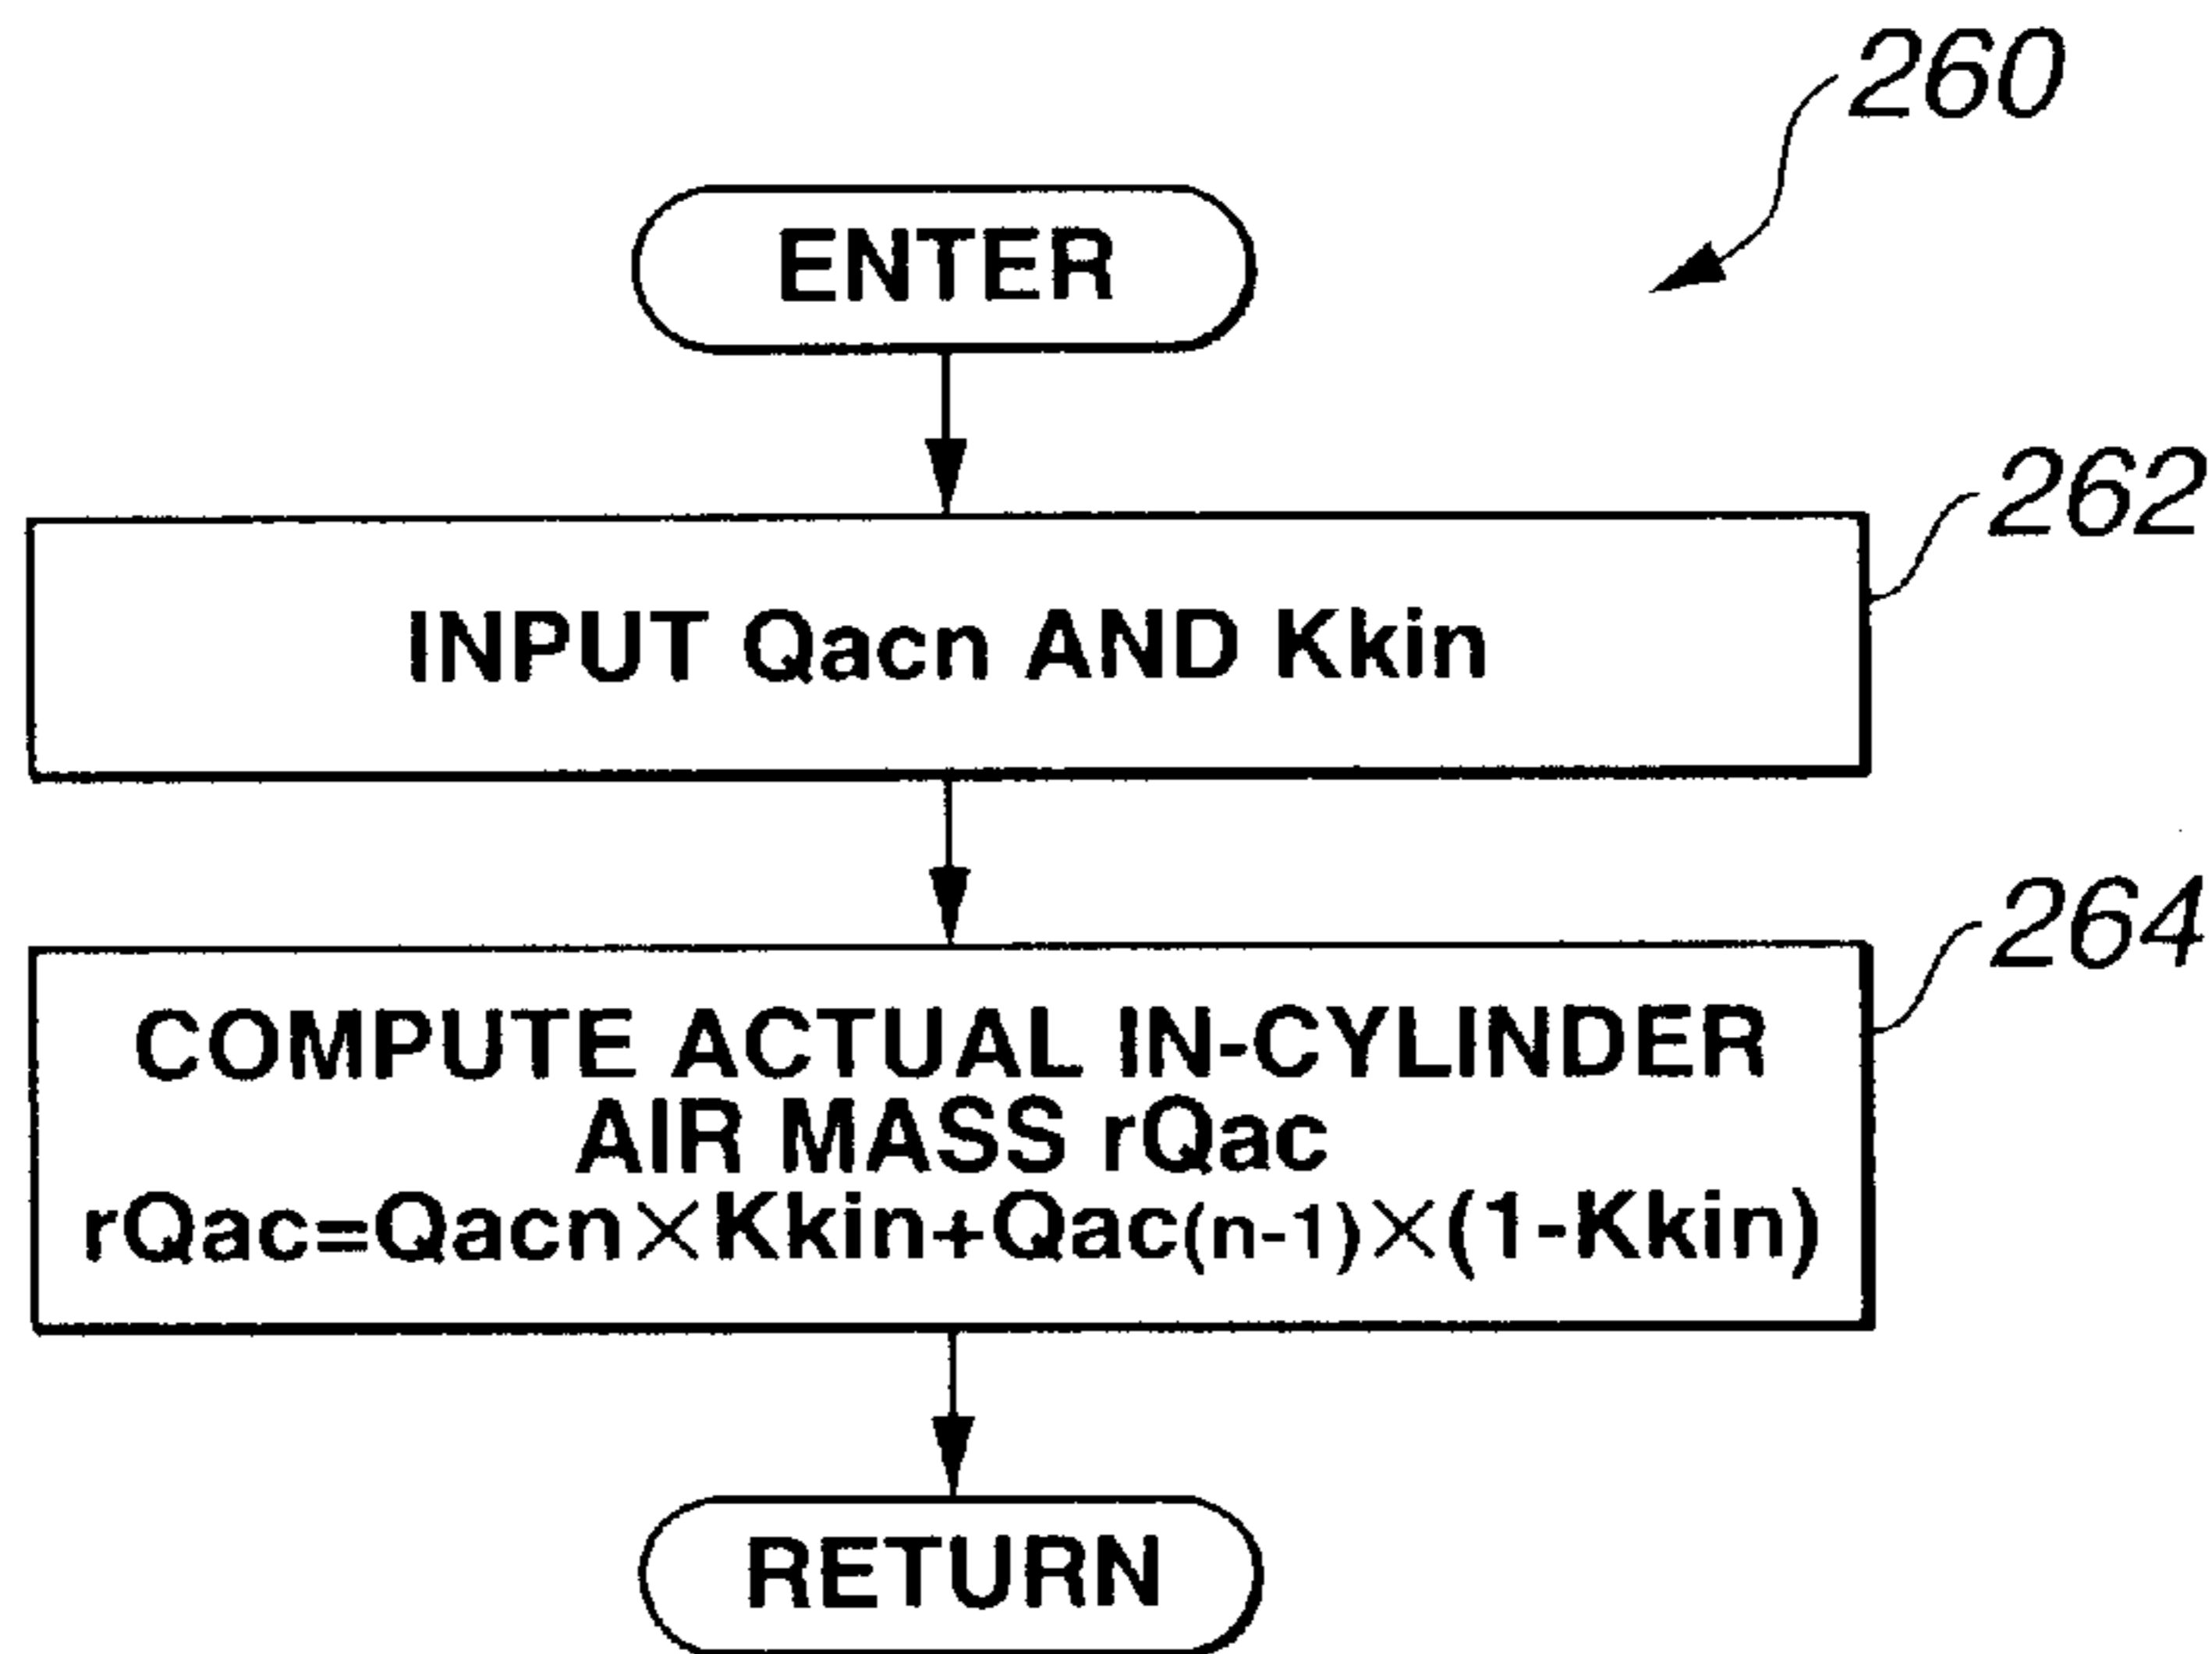 260
ENTER
262
INPUT Qacn AND Kkin
264
COMPUTE ACTUAL IN-CYLINDER
AIR MASS rQac
rQac=Qacn×Kkin+Qac(n-1)×(1-Kkin)
RETURN